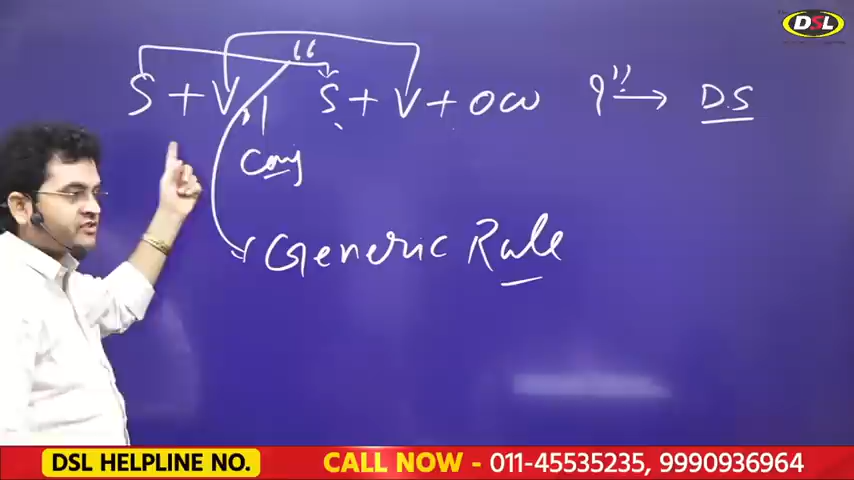 DSL
S + V , " S + V + OW ? " → D.S
Conj
Generic Rule
DSL HELPLINE NO. CALL NOW - 011-45535235, 9990936964